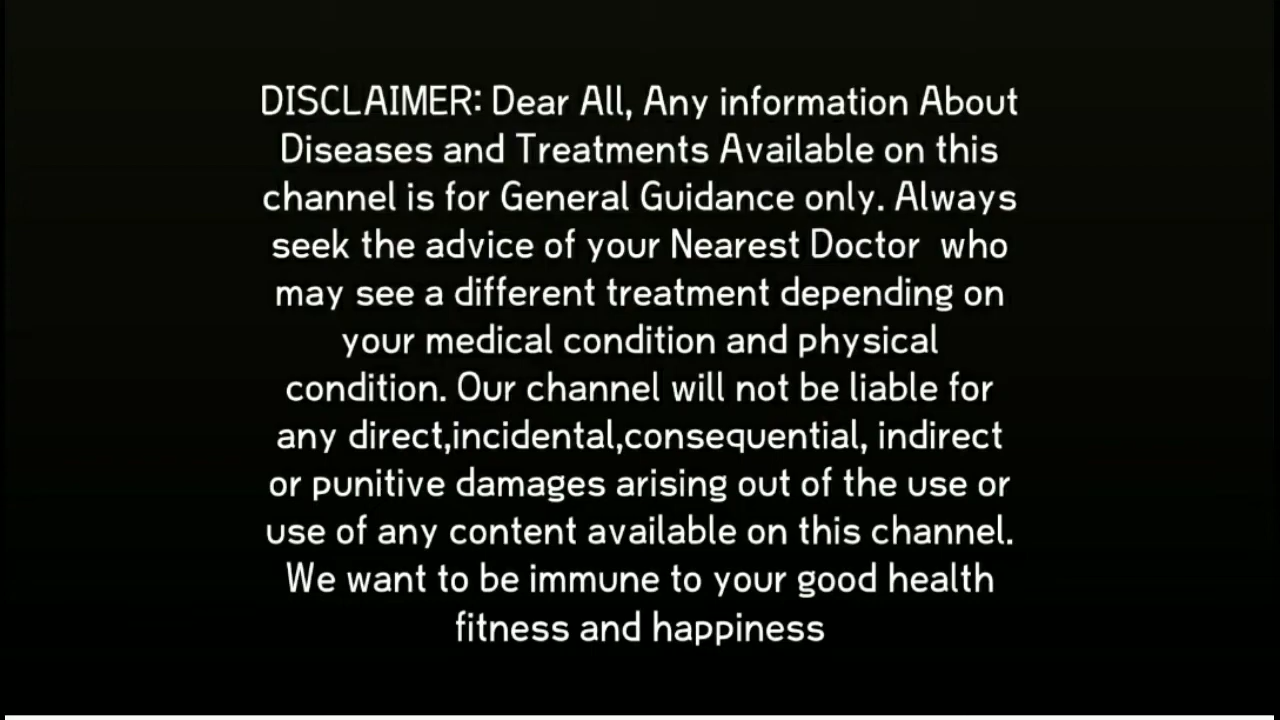 DISCLAIMER: Dear All, Any information About
Diseases and Treatments Available on this
channel is for General Guidance only. Always
seek the advice of your Nearest Doctor  who
may see a different treatment depending on
your medical condition and physical
condition. Our channel will not be liable for
any direct,incidental,consequential, indirect
or punitive damages arising out of the use or
use of any content available on this channel.
We want to be immune to your good health
fitness and happiness